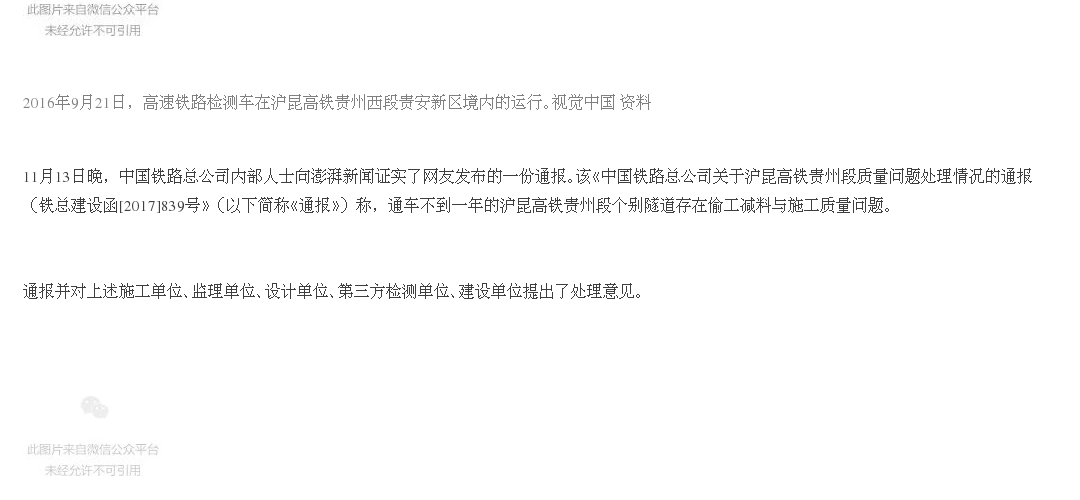 此图片来自微信公众平台
未经允许不可引用
2016年9月21日，高速铁路检测车在沪昆高铁贵州西段贵安新区境内的运行。视觉中国 资料
11月13日晚，中国铁路总公司内部人士向澎湃新闻证实了网友发布的一份通报。该《中国铁路总公司关于沪昆高铁贵州段质量问题处理情况的通报
（铁总建设函[2017]839号》（以下简称《通报》）称，通车不到一年的沪昆高铁贵州段个别隧道存在偷工减料与施工质量问题。
通报并对上述施工单位、监理单位、设计单位、第三方检测单位、建设单位提出了处理意见。
此图片来自微信公众平台
未经允许不可引用